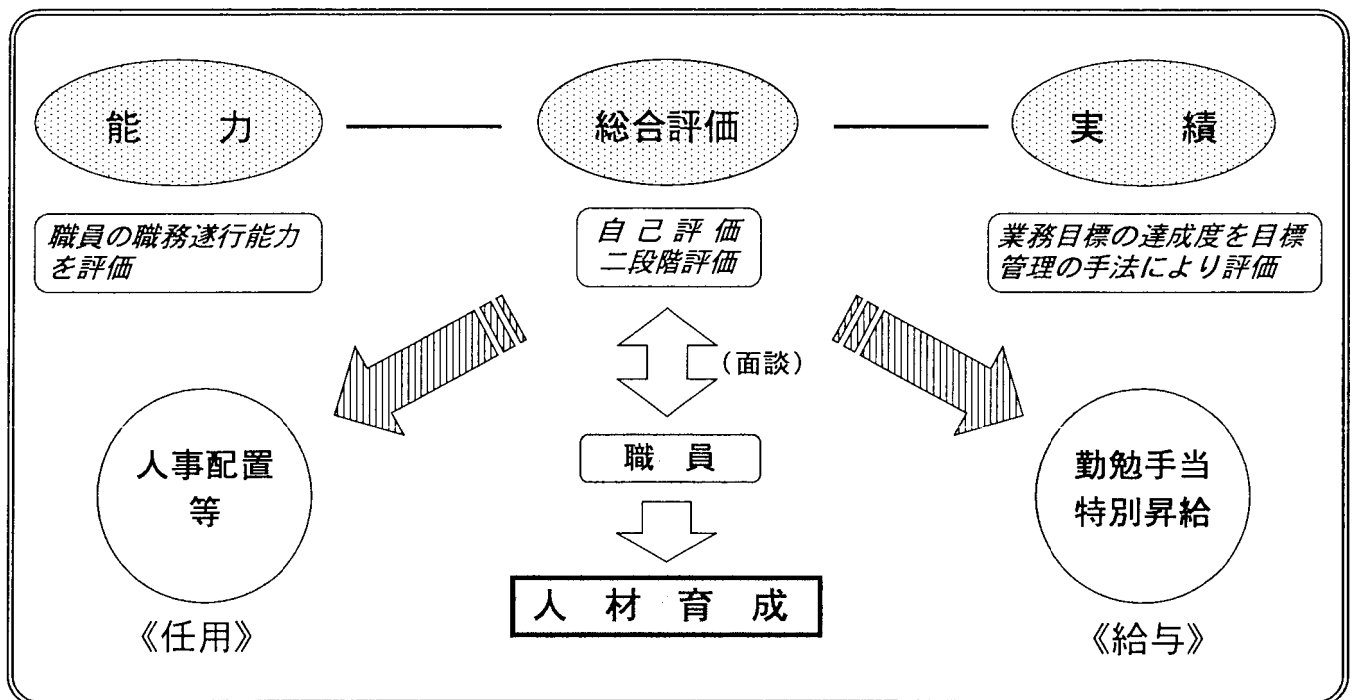 能力
総合評価
実績
職員の職務遂行能力
を評価
自己評価
二段階評価
業務目標の達成度を目標
管理の手法により評価
(面談)
職員
人事配置
等
勤勉手当
特別昇給
人材育成
《任用》
《給与》